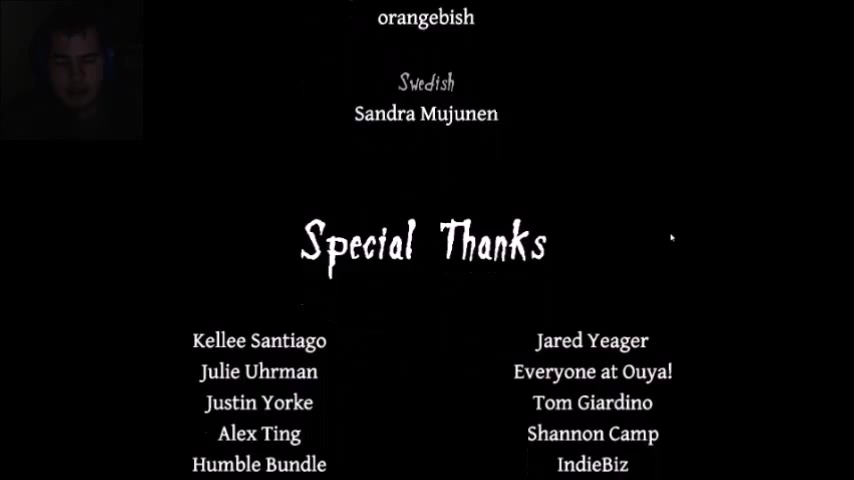 orangebish
Swedish
Sandra Mujunen
Special Thanks
Kellee Santiago
Jared Yeager
Julie Uhrman
Everyone at Ouya!
Justin Yorke
Tom Giardino
Alex Ting
Shannon Camp
Humble Bundle
IndieBiz